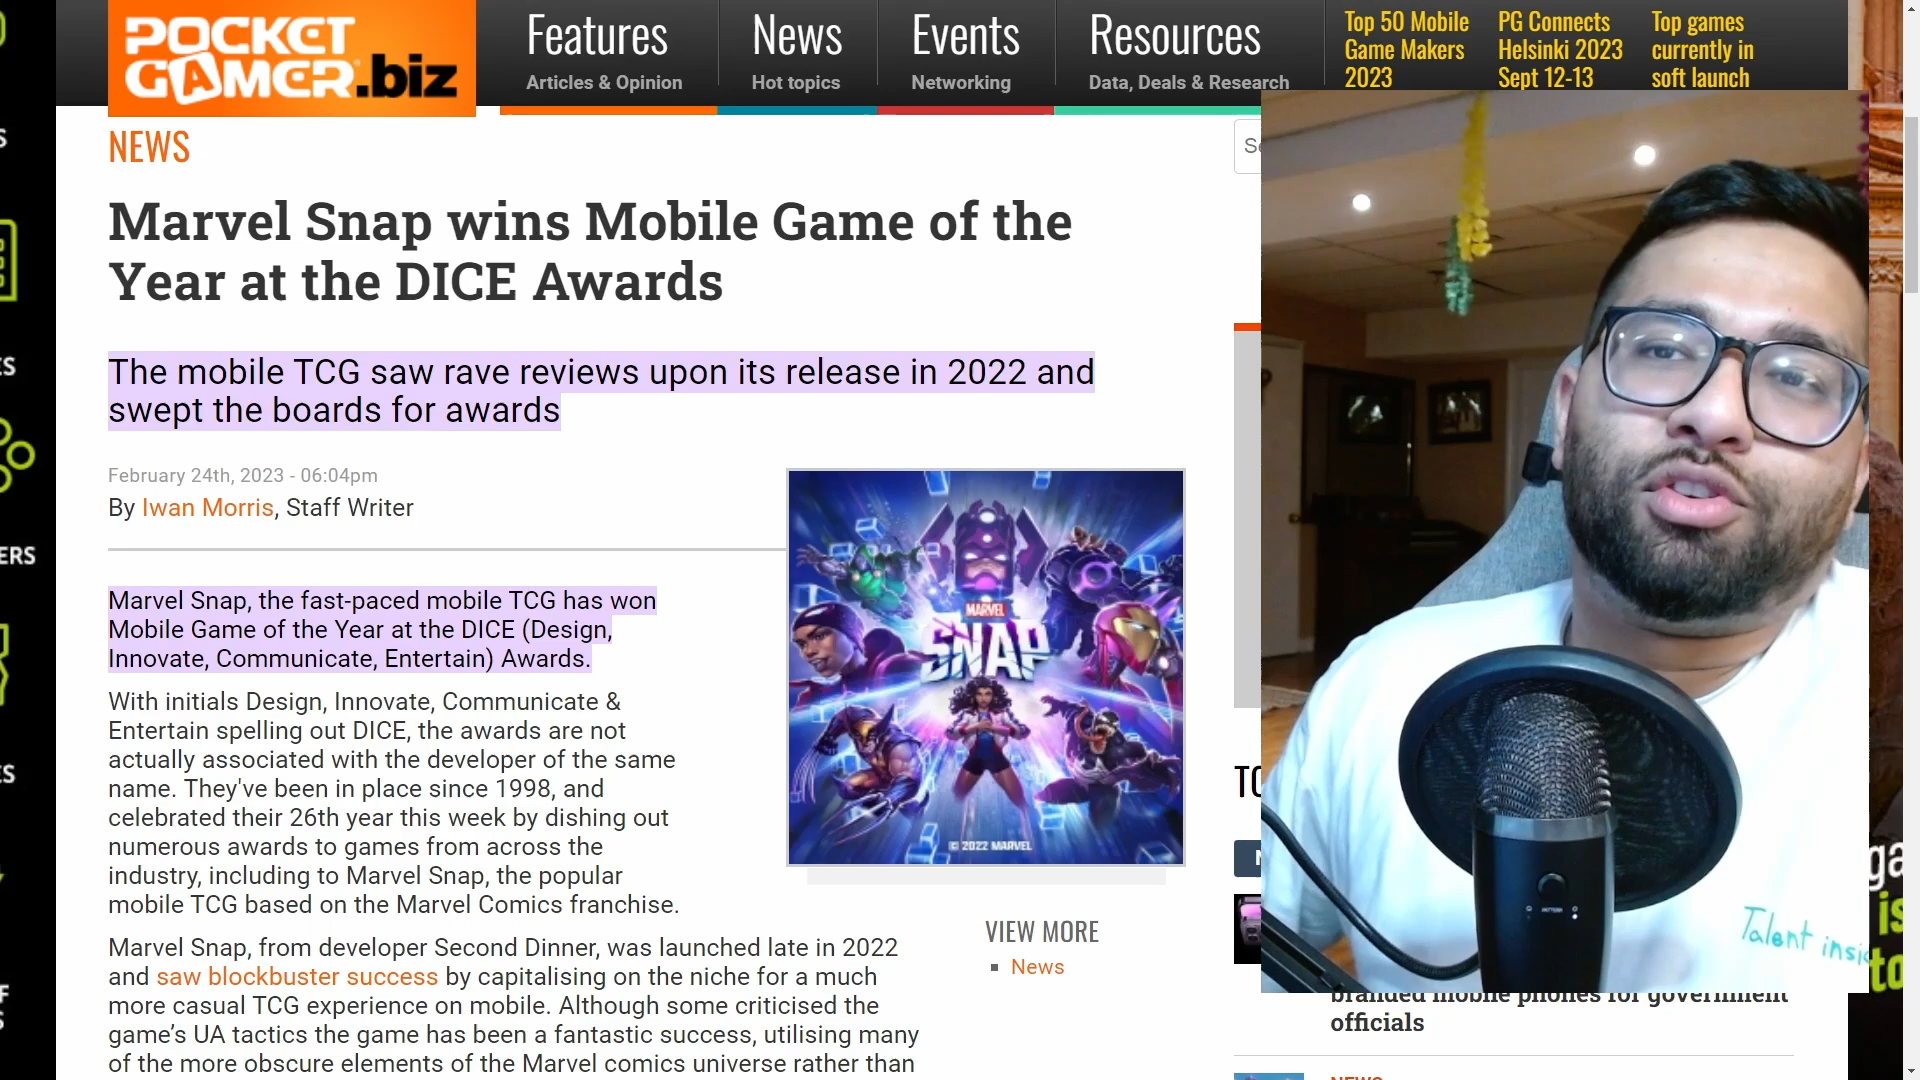 POCKET
GAMER.biz
Features
Articles & Opinion
News
Hot topics
Events
Networking
Resources
Data, Deals & Research
Top 50 Mobile
Game Makers
2023
PG Connects
Helsinki 2023
Sept 12-13
Top games
currently in
soft launch
NEWS
Marvel Snap wins Mobile Game of the
Year at the DICE Awards
The mobile TCG saw rave reviews upon its release in 2022 and
swept the boards for awards
February 24th, 2023 - 06:04pm
By Iwan Morris, Staff Writer
Marvel Snap, the fast-paced mobile TCG has won
Mobile Game of the Year at the DICE (Design,
Innovate, Communicate, Entertain) Awards.
With initials Design, Innovate, Communicate &
Entertain spelling out DICE, the awards are not
actually associated with the developer of the same
name. They've been in place since 1998, and
celebrated their 26th year this week by dishing out
numerous awards to games from across the
industry, including to Marvel Snap, the popular
mobile TCG based on the Marvel Comics franchise.
Marvel Snap, from developer Second Dinner, was launched late in 2022
and saw blockbuster success by capitalising on the niche for a much
more casual TCG experience on mobile. Although some criticised the
game’s UA tactics the game has been a fantastic success, utilising many
of the more obscure elements of the Marvel comics universe rather than
MARVEL
SNAP
© 2022 MARVEL
VIEW MORE
News
Talent insi
branded mobile phones for government
officials
NEWS